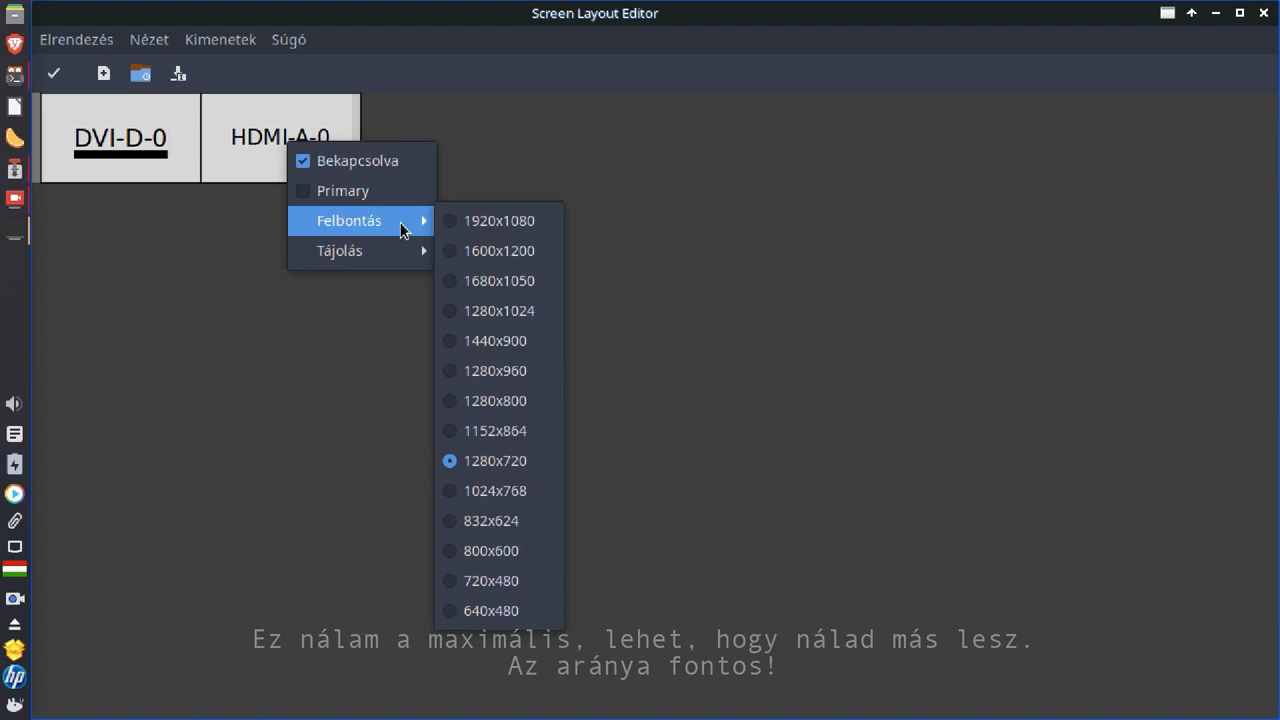 Screen Layout Editor
Elrendezés Nézet Kimenetek Súgó
DVI-D-0
HDMI-A-0
Bekapcsolva
Primary
Felbontás
Tájolás
1920x1080
1600x1200
1680x1050
1280x1024
1440x900
1280x960
1280x800
1152x864
1280x720
1024x768
832x624
800x600
720x480
640x480
Ez nálam a maximális, lehet, hogy nálad más lesz.
Az aránya fontos!
hp